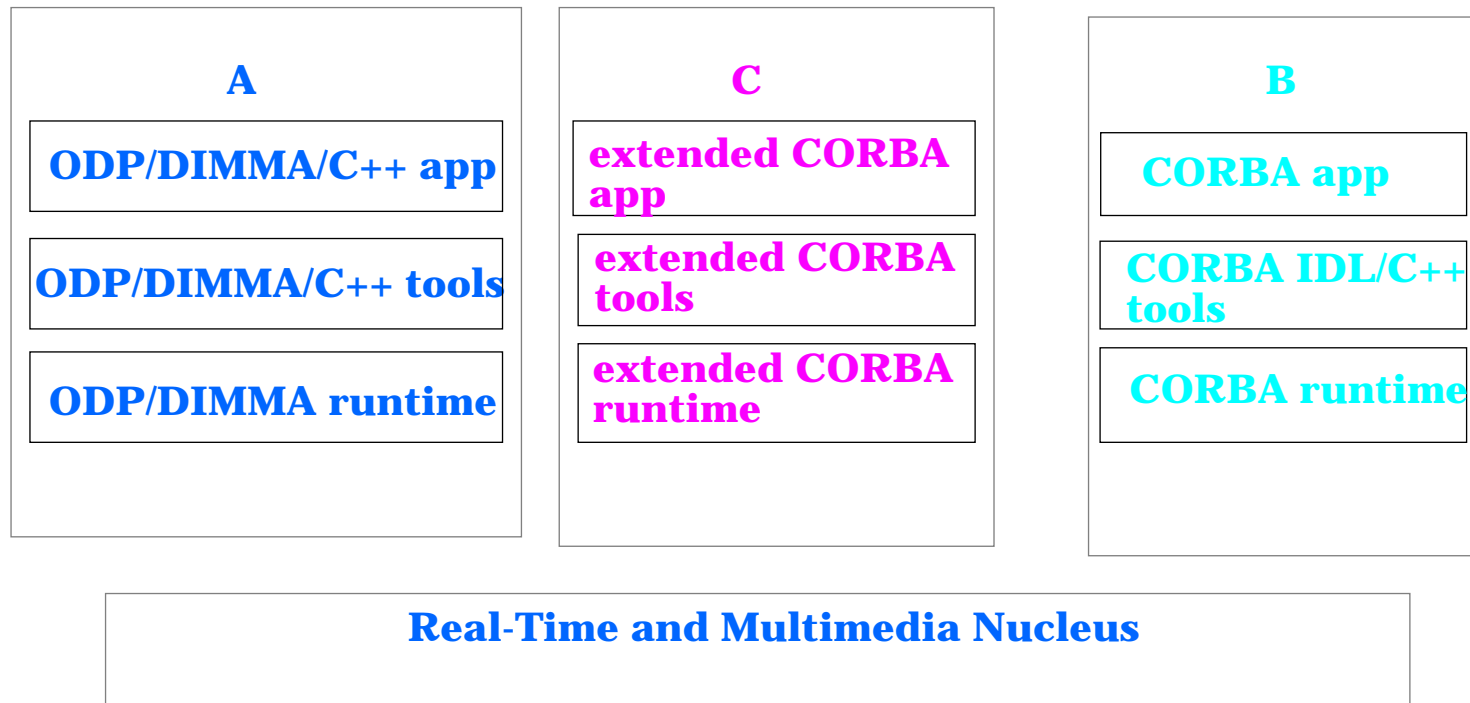 A
ODP/DIMMA/C++ app
ODP/DIMMA/C++ tools
ODP/DIMMA runtime
C
extended CORBA
app
extended CORBA
tools
extended CORBA
runtime
B
CORBA app
CORBA IDL/C++
tools
CORBA runtime
Real-Time and Multimedia Nucleus